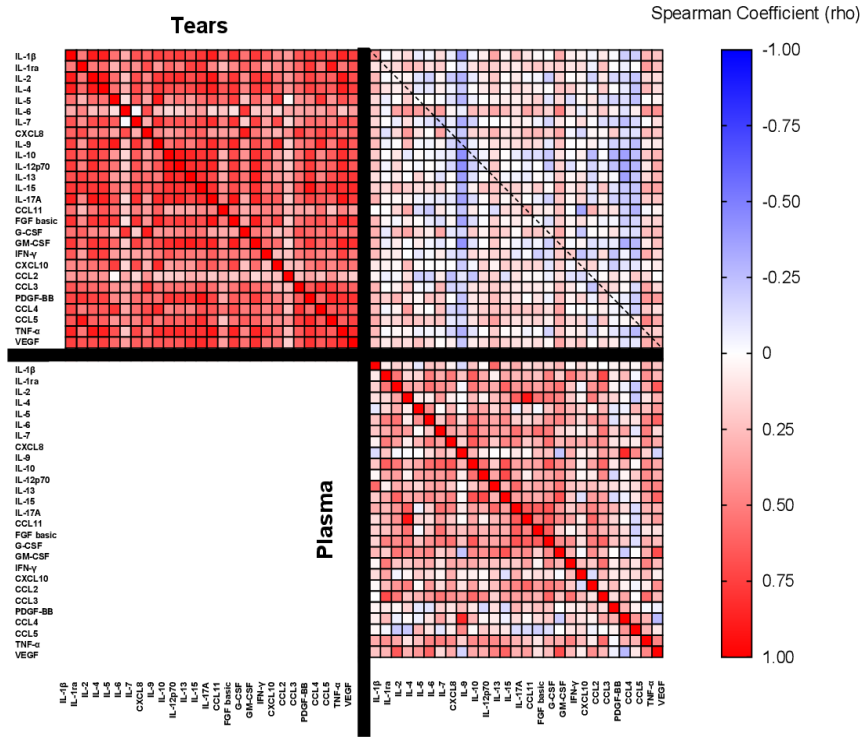 Spearman Coefficient (rho)
Tears
IL-1β
IL-1ra
IL-2
IL-4
IL-5
IL-6
IL-7
CXCL8
IL-9
IL-10
IL-12p70
IL-13
IL-15
IL-17A
CCL11
FGF basic
G-CSF
GM-CSF
IFN-γ
CXCL10
CCL2
CCL3
PDGF-BB
CCL4
CCL5
TNF-α
VEGF
-1.00
-0.75
-0.50
-0.25
0
0.25
0.50
0.75
1.00
IL-1β
IL-1ra
IL-2
IL-4
IL-5
IL-6
IL-7
CXCL8
IL-9
IL-10
IL-12p70
IL-13
IL-15
IL-17A
CCL11
FGF basic
G-CSF
GM-CSF
IFN-γ
CXCL10
CCL2
CCL3
PDGF-BB
CCL4
CCL5
TNF-α
VEGF
Plasma
IL-1β
IL-1ra
IL-2
IL-4
IL-5
IL-6
IL-7
CXCL8
IL-9
IL-10
IL-12p70
IL-13
IL-15
IL-17A
CCL11
FGF basic
G-CSF
GM-CSF
IFN-γ
CXCL10
CCL2
CCL3
PDGF-BB
CCL4
CCL5
TNF-α
VEGF
IL-1β
IL-1ra
IL-2
IL-4
IL-5
IL-6
IL-7
CXCL8
IL-9
IL-10
IL-12p70
IL-13
IL-15
IL-17A
CCL11
FGF basic
G-CSF
GM-CSF
IFN-γ
CXCL10
CCL2
CCL3
PDGF-BB
CCL4
CCL5
TNF-α
VEGF